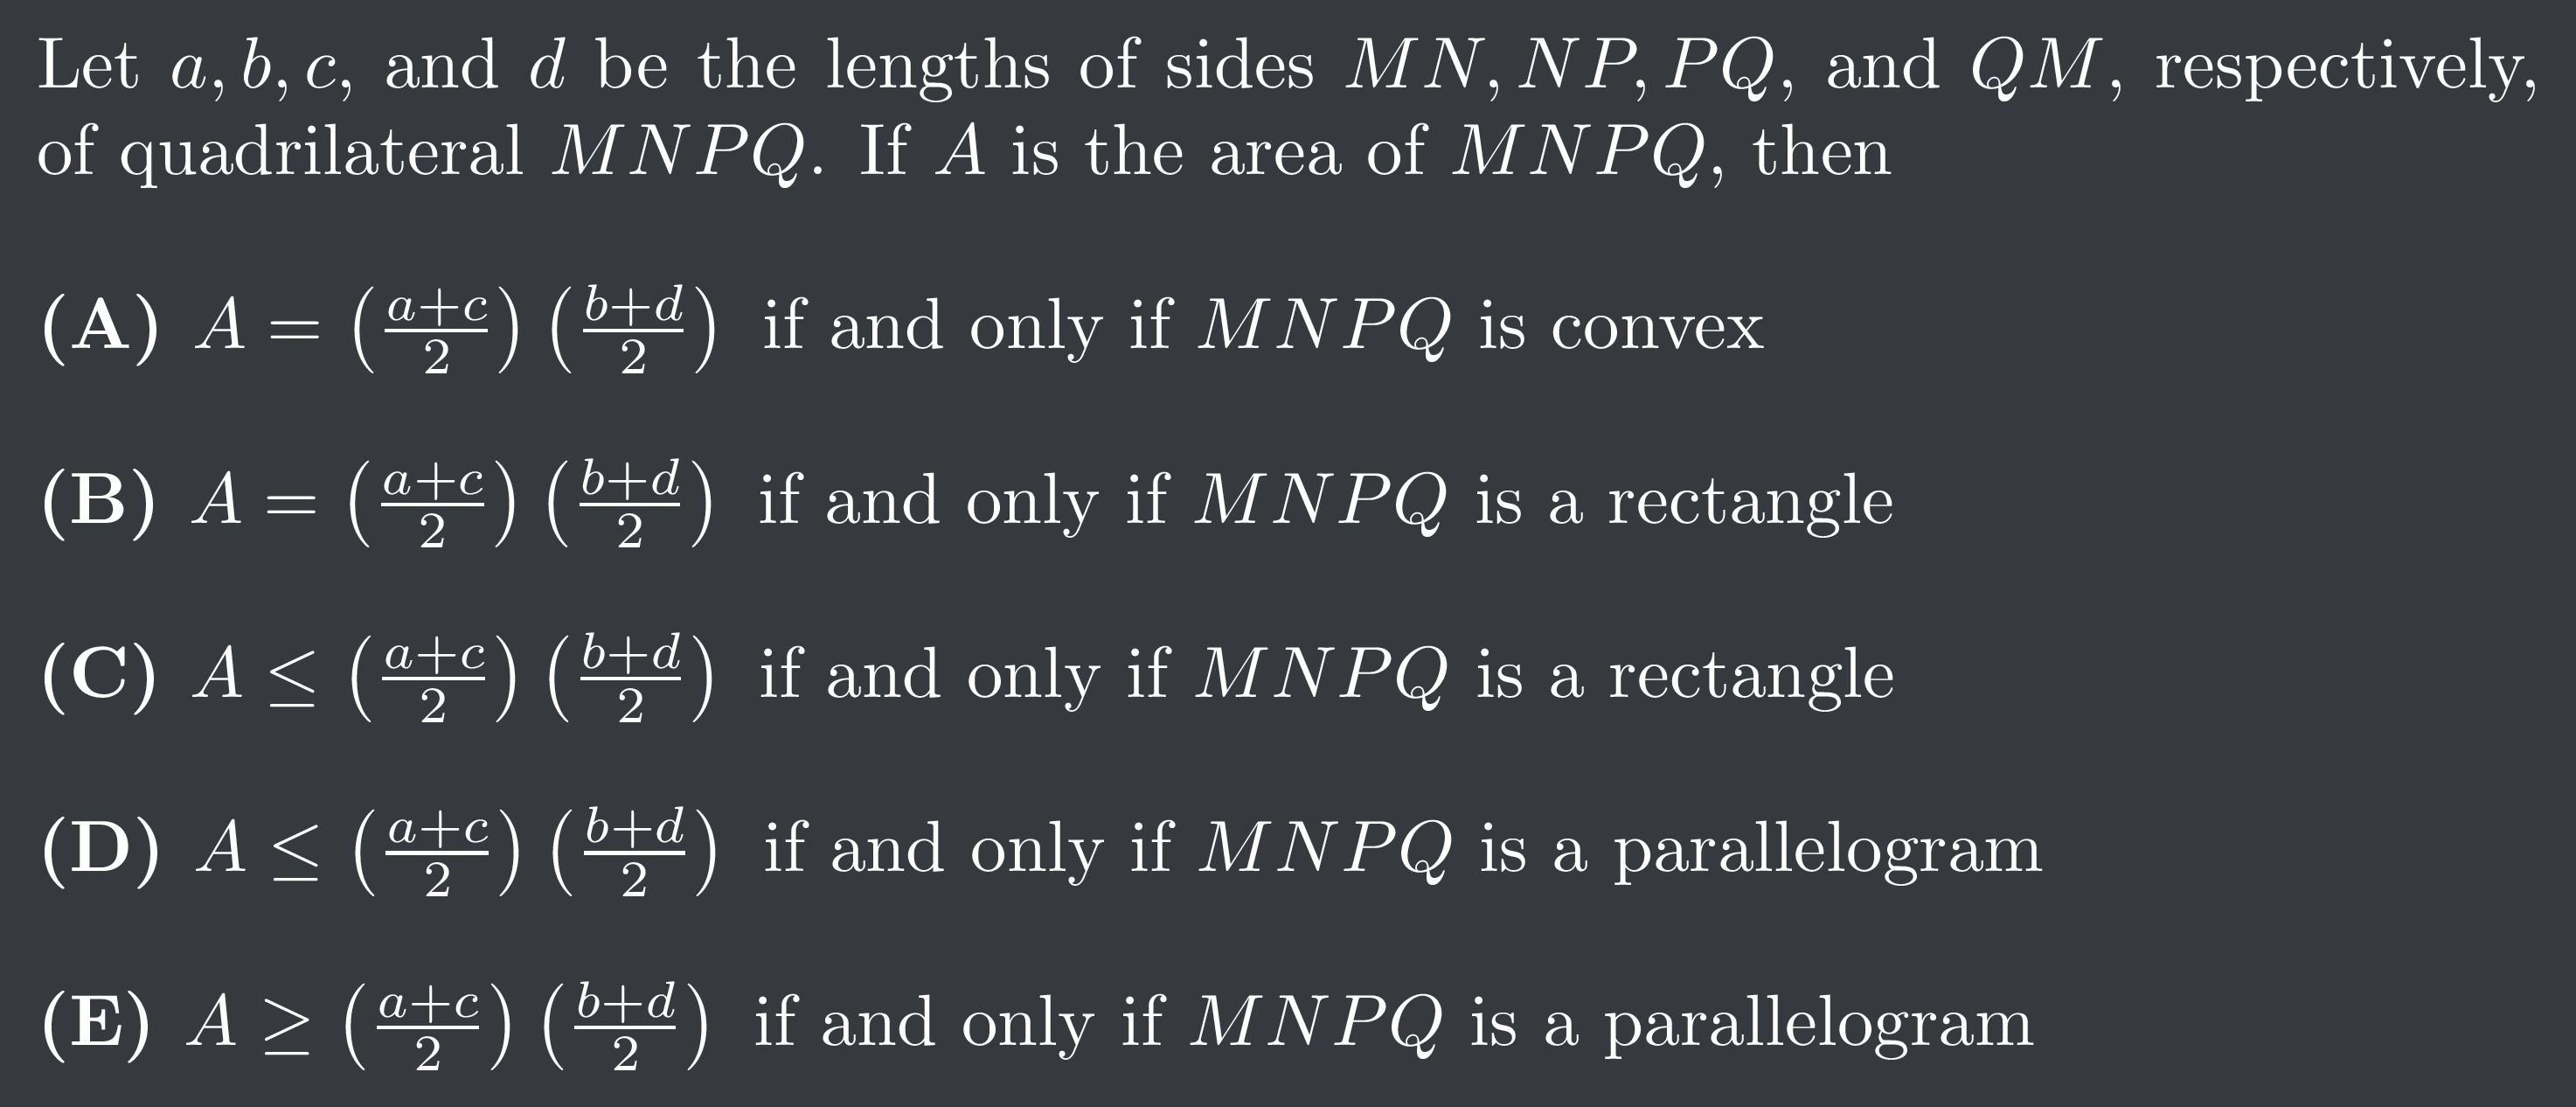 Let a, b, c, and d be the lengths of sides MN, NP, PQ, and QM, respectively,
of quadrilateral MNPQ. If A is the area of MNPQ, then
(A) A = \left(\frac{a+c}{2}\right)\left(\frac{b+d}{2}\right) if and only if MNPQ is convex
(B) A = \left(\frac{a+c}{2}\right)\left(\frac{b+d}{2}\right) if and only if MNPQ is a rectangle
(C) A ≤ \left(\frac{a+c}{2}\right)\left(\frac{b+d}{2}\right) if and only if MNPQ is a rectangle
(D) A ≤ \left(\frac{a+c}{2}\right)\left(\frac{b+d}{2}\right) if and only if MNPQ is a parallelogram
(E) A ≥ \left(\frac{a+c}{2}\right)\left(\frac{b+d}{2}\right) if and only if MNPQ is a parallelogram